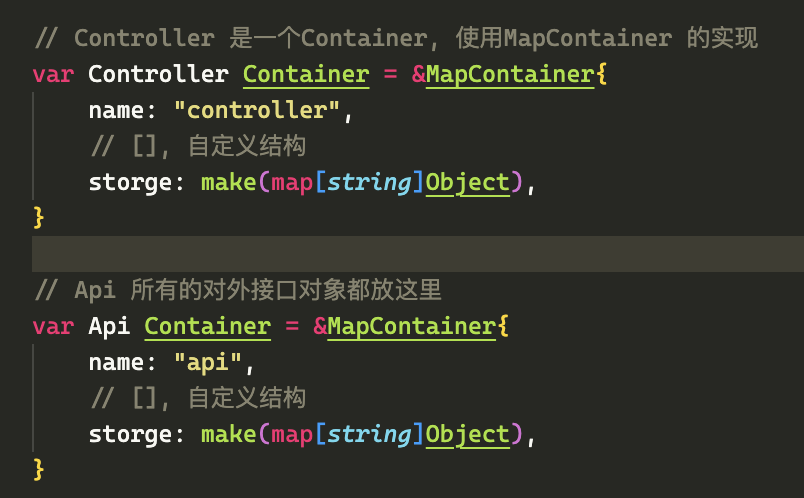 // Controller 是一个Container, 使用MapContainer 的实现
var Controller Container = &MapContainer{
    name: "controller",
    // [], 自定义结构
    storge: make(map[string]Object),
}
// Api 所有的对外接口对象都放这里
var Api Container = &MapContainer{
    name: "api",
    // [], 自定义结构
    storge: make(map[string]Object),
}